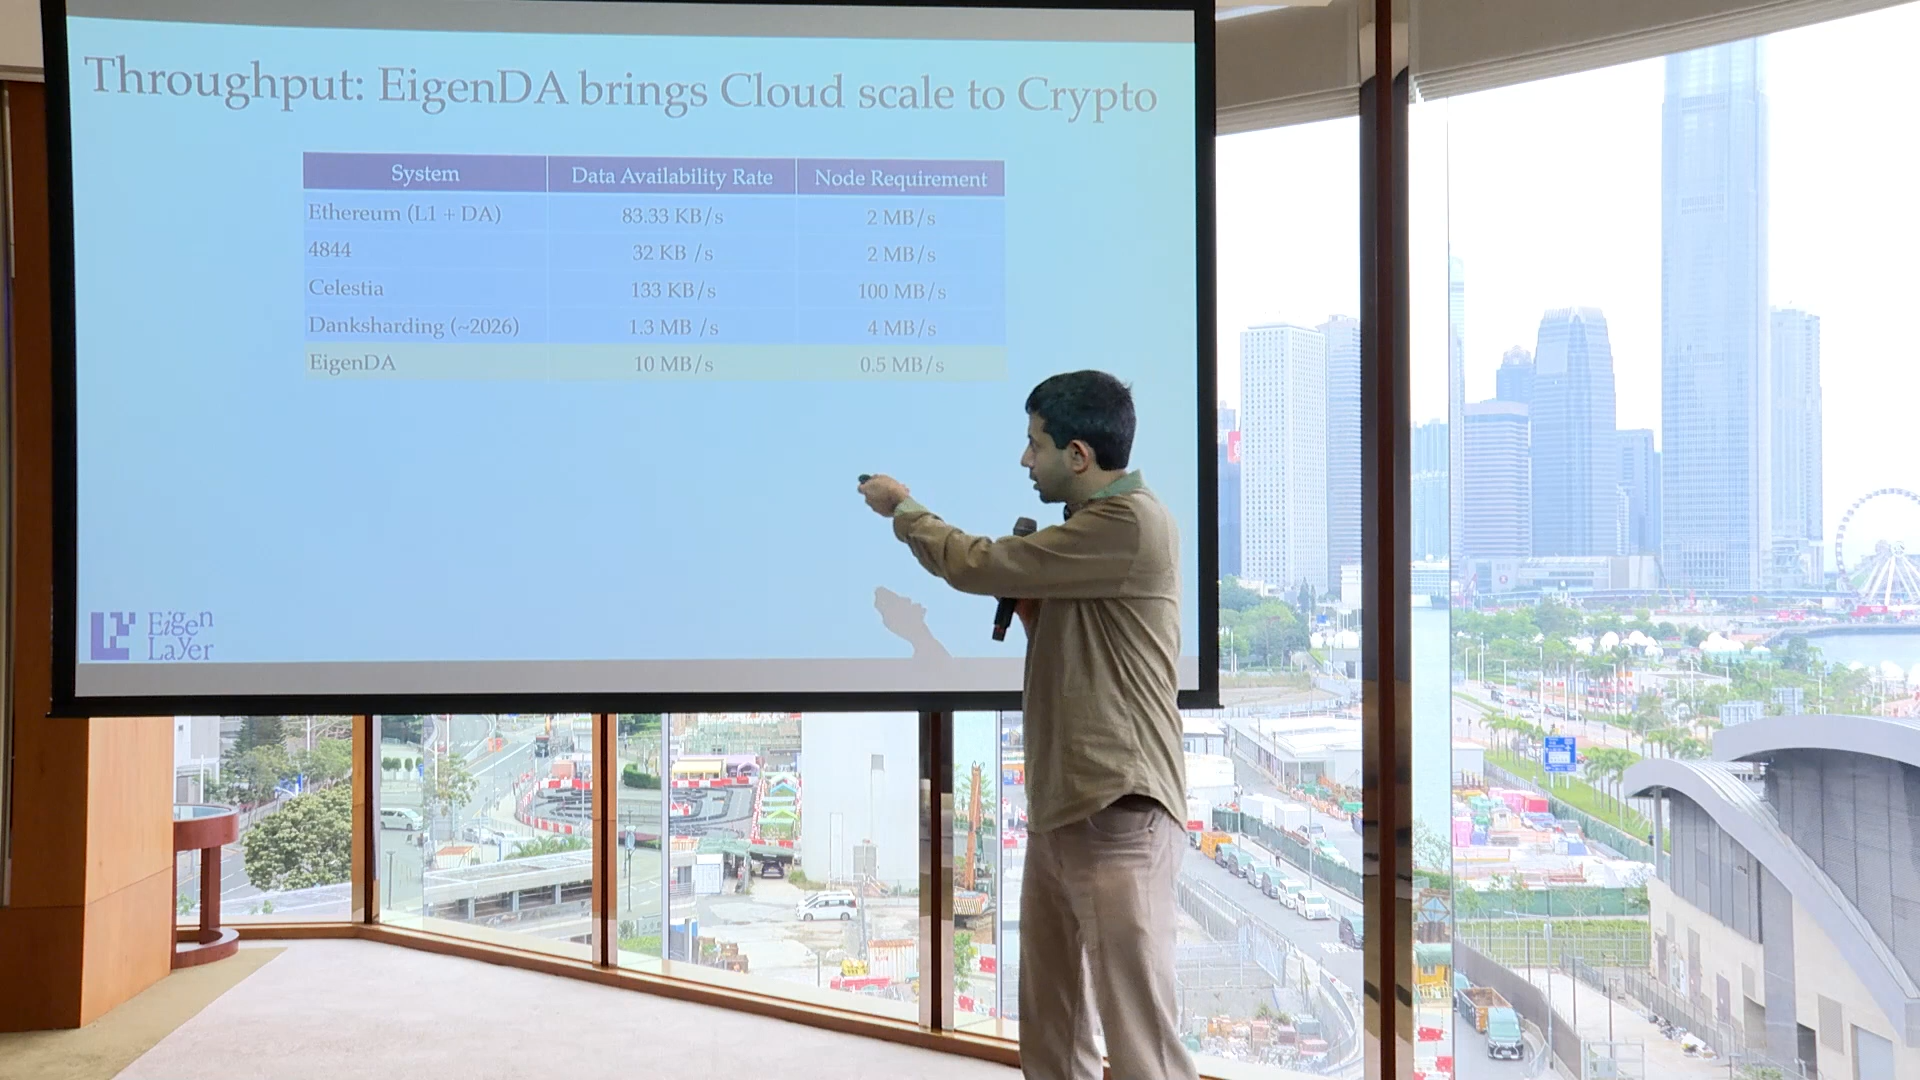 Throughput: EigenDA brings Cloud scale to Crypto
System Data Availability Rate Node Requirement
Ethereum (L1 + DA) 83.33 KB/s 2 MB/s
4844 32 KB /s 2 MB/s
Celestia 133 KB/s 100 MB/s
Danksharding (~2026) 1.3 MB /s 4 MB/s
EigenDA 10 MB/s 0.5 MB/s
Eigen
Layer